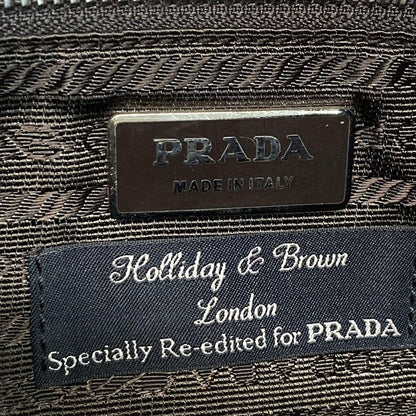 PRADA
MADE IN ITALY
Holliday & Brown
London
Specially Re-edited for PRADA